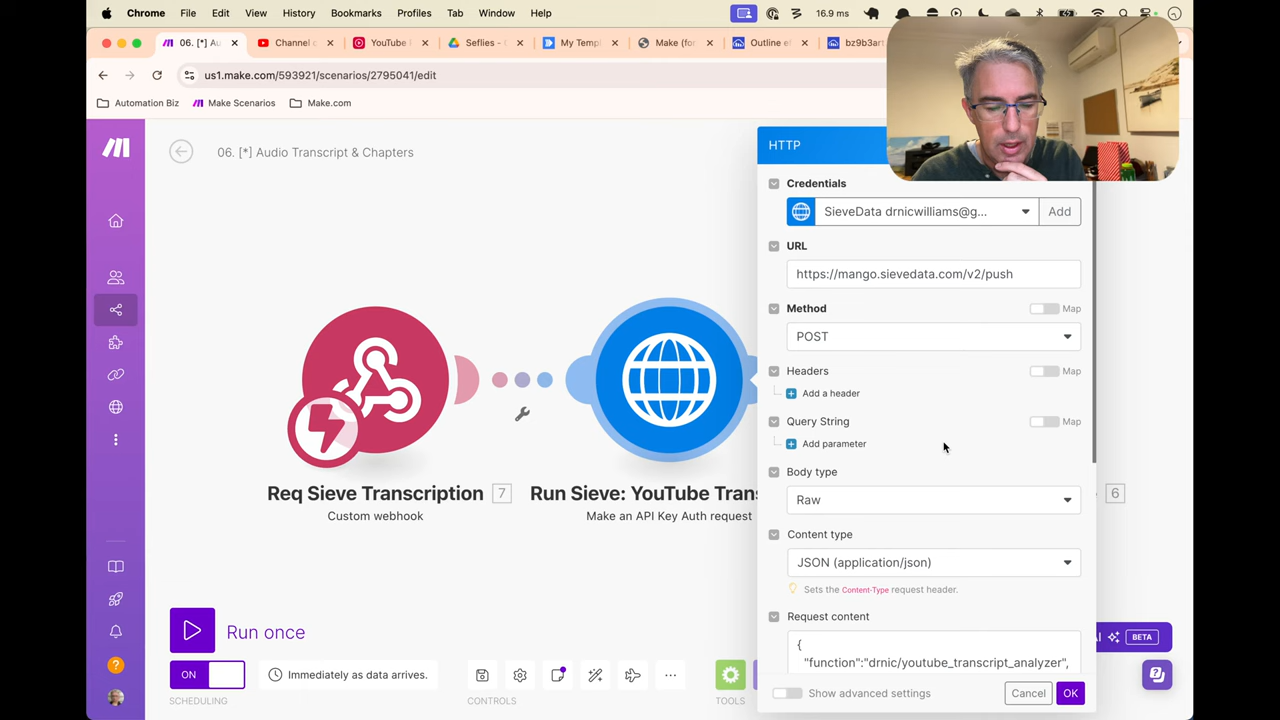 Chrome File Edit View History Bookmarks Profiles Tab Window Help 16.9 ms
06. [*] Au
Channel c
YouTube
Seflies -
My Templ
Make (for
Outline e
bz9b3ar
us1.make.com/593921/scenarios/2795041/edit
Automation Biz Make Scenarios Make.com
06. [*] Audio Transcript & Chapters
HTTP
Credentials
SieveData drnicwilliams@g...
Add
URL
https://mango.sievedata.com/v2/push
Method
Map
POST
Headers
Map
Add a header
Query String
Map
Add parameter
Body type
Raw
Content type
JSON (application/json)
Sets the Content-Type request header.
Request content
{
"function":"drnic/youtube_transcript_analyzer",
Show advanced settings
Cancel
OK
Req Sieve Transcription 7
Custom webhook
Run Sieve: YouTube Trans
Make an API Key Auth request
6
Run once
ON
Immediately as data arrives.
SCHEDULING
CONTROLS
TOOLS
AI
BETA
?